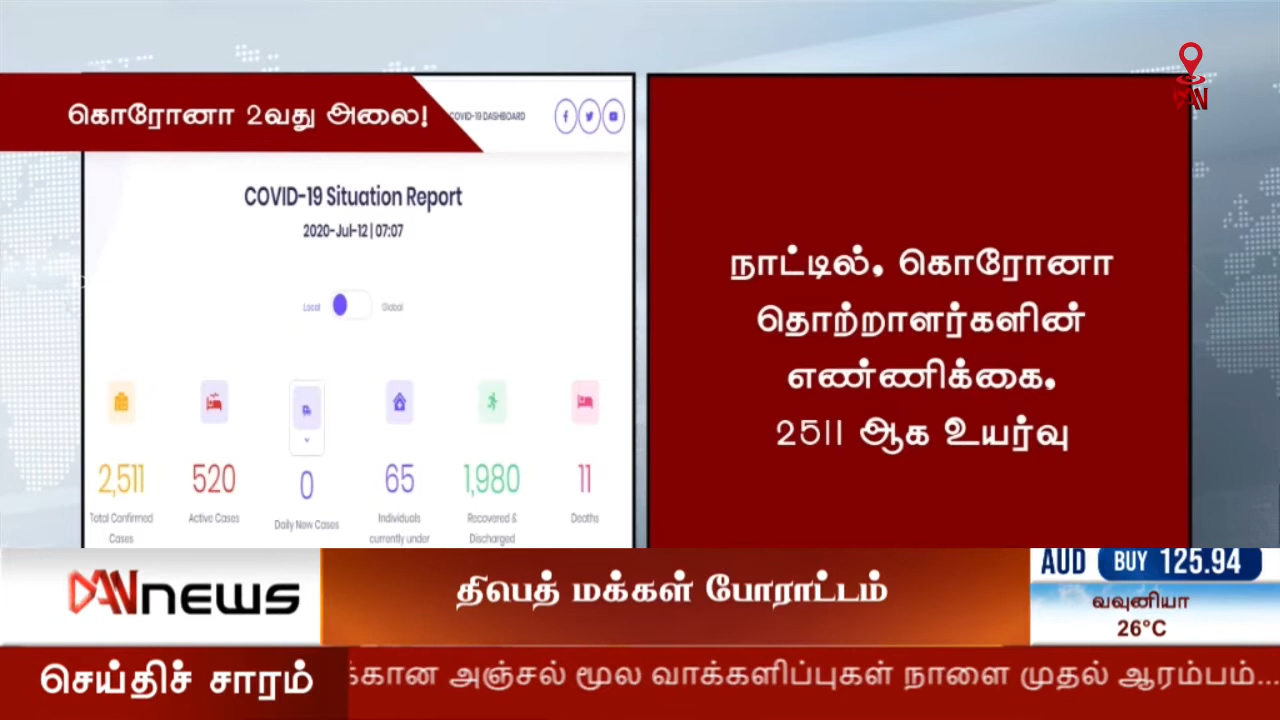 கொரோனா 2வது அலை!
COVID-19 DASHBOARD
COVID-19 Situation Report
2020-Jul-12 | 07:07
Local Global
2,511 520 0 65 1,980 11
Total Confirmed Cases
Active Cases
Daily New Cases
Individuals currently under
Recovered & Discharged
Deaths
DAN
நாட்டில், கொரோனா
தொற்றாளர்களின்
எண்ணிக்கை,
2511 ஆக உயர்வு
DAN news
திபெத் மக்கள் போராட்டம்
AUD BUY 125.94
வவுனியா
26°C
செய்திச் சாரம்
க்கான அஞ்சல் மூல வாக்களிப்புகள் நாளை முதல் ஆரம்பம்...